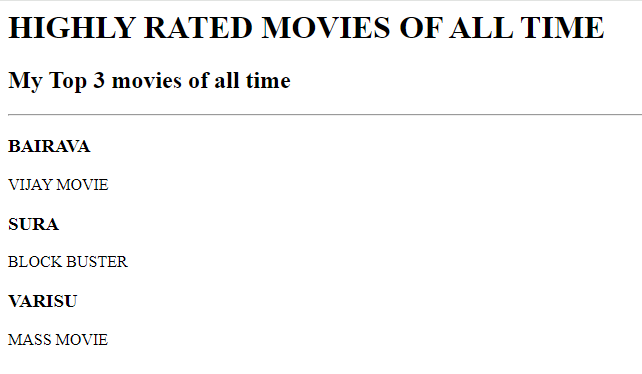 HIGHLY RATED MOVIES OF ALL TIME
My Top 3 movies of all time
BAIRAVA
VIJAY MOVIE
SURA
BLOCK BUSTER
VARISU
MASS MOVIE